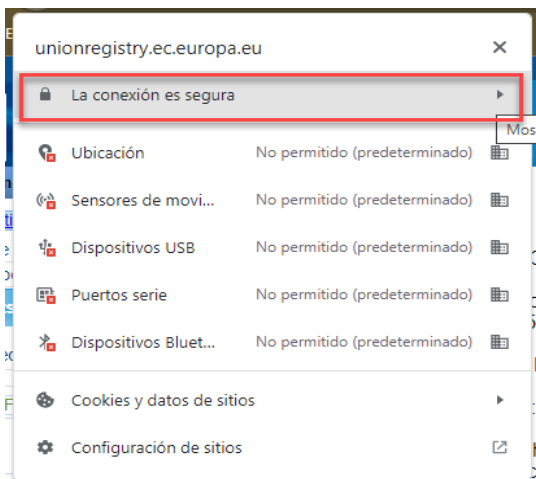 unionregistry.ec.europa.eu
La conexión es segura
Mos
Ubicación No permitido (predeterminado)
Sensores de movi... No permitido (predeterminado)
Dispositivos USB No permitido (predeterminado)
Puertos serie No permitido (predeterminado)
Dispositivos Bluet... No permitido (predeterminado)
Cookies y datos de sitios
Configuración de sitios